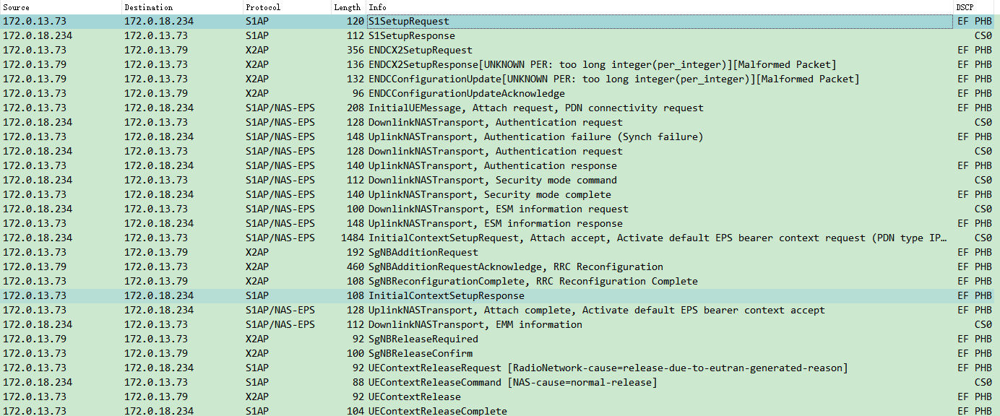 Source Destination Protocol Length Info DSCP
172.0.13.73 172.0.18.234 S1AP 120 S1SetupRequest EF PHB
172.0.18.234 172.0.13.73 S1AP 112 S1SetupResponse CS0
172.0.13.73 172.0.13.79 X2AP 356 ENDCX2SetupRequest EF PHB
172.0.13.79 172.0.13.73 X2AP 136 ENDCX2SetupResponse[UNKNOWN PER: too long integer(per_integer)][Malformed Packet] EF PHB
172.0.13.79 172.0.13.73 X2AP 132 ENDCConfigurationUpdate[UNKNOWN PER: too long integer(per_integer)][Malformed Packet] EF PHB
172.0.13.73 172.0.13.79 X2AP 96 ENDCConfigurationUpdateAcknowledge EF PHB
172.0.13.73 172.0.18.234 S1AP/NAS-EPS 208 InitialUEMessage, Attach request, PDN connectivity request EF PHB
172.0.18.234 172.0.13.73 S1AP/NAS-EPS 128 DownlinkNASTransport, Authentication request CS0
172.0.13.73 172.0.18.234 S1AP/NAS-EPS 148 UplinkNASTransport, Authentication failure (Synch failure) EF PHB
172.0.18.234 172.0.13.73 S1AP/NAS-EPS 128 DownlinkNASTransport, Authentication request CS0
172.0.13.73 172.0.18.234 S1AP/NAS-EPS 140 UplinkNASTransport, Authentication response EF PHB
172.0.18.234 172.0.13.73 S1AP/NAS-EPS 112 DownlinkNASTransport, Security mode command CS0
172.0.13.73 172.0.18.234 S1AP/NAS-EPS 140 UplinkNASTransport, Security mode complete EF PHB
172.0.18.234 172.0.13.73 S1AP/NAS-EPS 100 DownlinkNASTransport, ESM information request CS0
172.0.13.73 172.0.18.234 S1AP/NAS-EPS 148 UplinkNASTransport, ESM information response EF PHB
172.0.18.234 172.0.13.73 S1AP/NAS-EPS 1484 InitialContextSetupRequest, Attach accept, Activate default EPS bearer context request (PDN type IP… CS0
172.0.13.73 172.0.13.79 X2AP 192 SgNBAdditionRequest EF PHB
172.0.13.79 172.0.13.73 X2AP 460 SgNBAdditionRequestAcknowledge, RRC Reconfiguration EF PHB
172.0.13.73 172.0.13.79 X2AP 108 SgNBReconfigurationComplete, RRC Reconfiguration Complete EF PHB
172.0.13.73 172.0.18.234 S1AP 108 InitialContextSetupResponse EF PHB
172.0.13.73 172.0.18.234 S1AP/NAS-EPS 128 UplinkNASTransport, Attach complete, Activate default EPS bearer context accept EF PHB
172.0.18.234 172.0.13.73 S1AP/NAS-EPS 112 DownlinkNASTransport, EMM information CS0
172.0.13.79 172.0.13.73 X2AP 92 SgNBReleaseRequired EF PHB
172.0.13.73 172.0.13.79 X2AP 100 SgNBReleaseConfirm EF PHB
172.0.13.73 172.0.18.234 S1AP 92 UEContextReleaseRequest [RadioNetwork-cause=release-due-to-eutran-generated-reason] EF PHB
172.0.18.234 172.0.13.73 S1AP 88 UEContextReleaseCommand [NAS-cause=normal-release] CS0
172.0.13.73 172.0.13.79 X2AP 92 UEContextRelease EF PHB
172.0.13.73 172.0.18.234 S1AP 104 UEContextReleaseComplete EF PHB